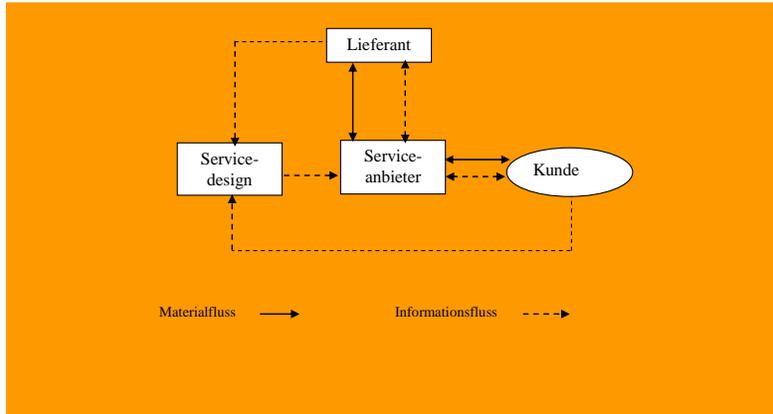 Lieferant
Service-
design
Service-
anbieter
Kunde
Materialfluss
Informationsfluss